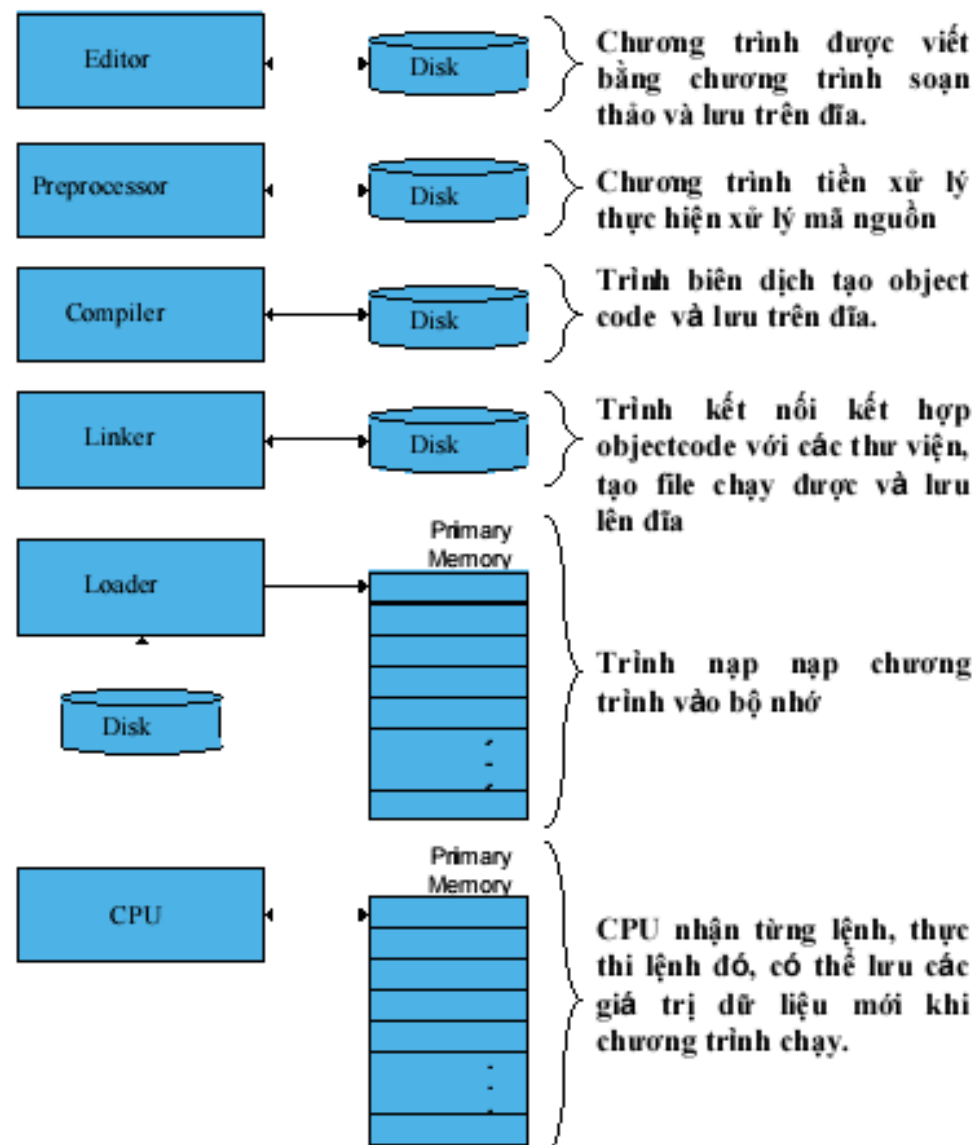 Editor
Disk
Chương trình được viết
bằng chương trình soạn
thảo và lưu trên đĩa.
Preprocessor
Disk
Chương trình tiền xử lý
thực hiện xử lý mã nguồn
Compiler
Disk
Trình biên dịch tạo object
code và lưu trên đĩa.
Linker
Disk
Trình kết nối kết hợp
objectcode với các thư viện,
tạo file chạy được và lưu
lên đĩa
Loader
Primary
Memory
Disk
Trình nạp nạp chương
trình vào bộ nhớ
CPU
Primary
Memory
CPU nhận từng lệnh, thực
thi lệnh đó, có thể lưu các
giá trị dữ liệu mới khi
chương trình chạy.